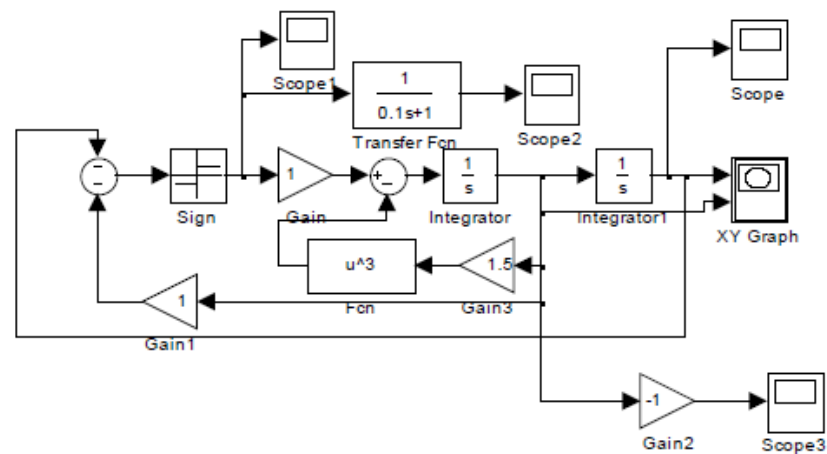 Scope1
1
0.1s+1
Transfer Fcn
Scope2
Scope
Sign
1
Gain
1
s
Integrator
1
s
Integrator1
XY Graph
u^3
Fcn
1.5
Gain3
1
Gain1
-1
Gain2
Scope3